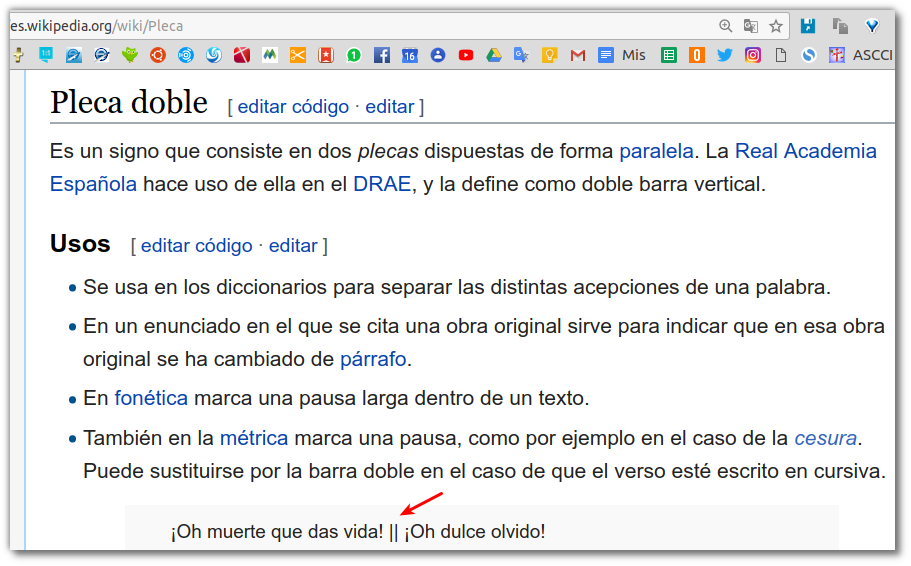 es.wikipedia.org/wiki/Pleca
1
16
Mis
ASCCI
Pleca doble [ editar código · editar ]
Es un signo que consiste en dos plecas dispuestas de forma paralela. La Real Academia
Española hace uso de ella en el DRAE, y la define como doble barra vertical.
Usos [ editar código · editar ]
Se usa en los diccionarios para separar las distintas acepciones de una palabra.
En un enunciado en el que se cita una obra original sirve para indicar que en esa obra
original se ha cambiado de párrafo.
En fonética marca una pausa larga dentro de un texto.
También en la métrica marca una pausa, como por ejemplo en el caso de la cesura.
Puede sustituirse por la barra doble en el caso de que el verso esté escrito en cursiva.
¡Oh muerte que das vida! || ¡Oh dulce olvido!